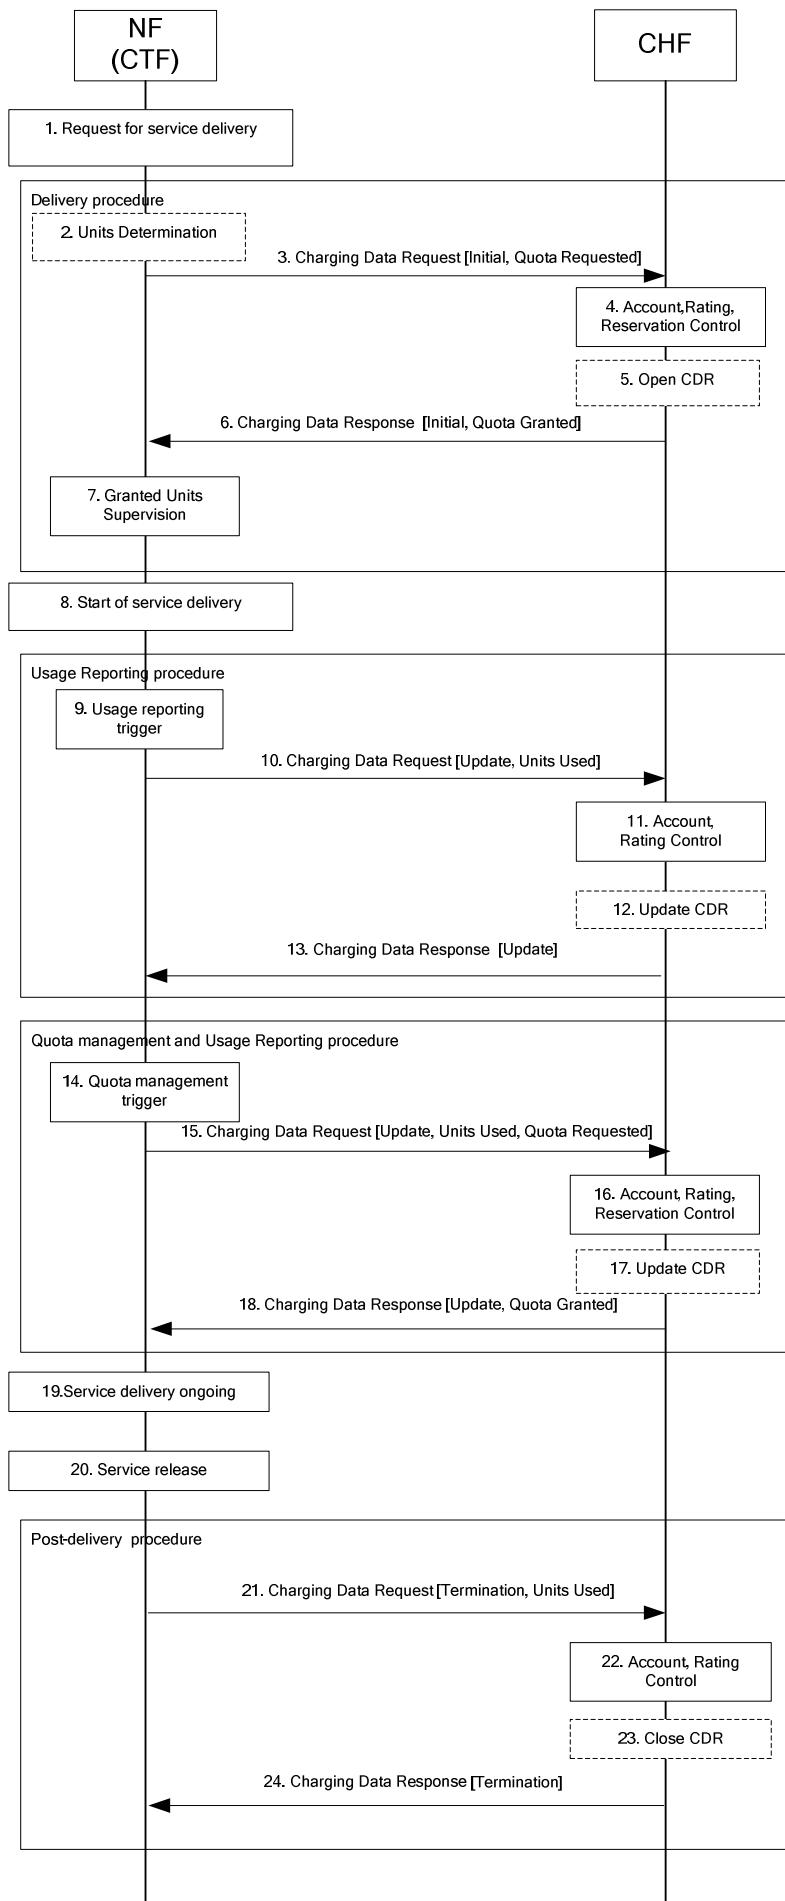 NF
(CTF)
CHF
1. Request for service delivery
Delivery procedure
2. Units Determination
3. Charging Data Request [Initial, Quota Requested]
4. Account,Rating,
Reservation Control
5. Open CDR
6. Charging Data Response [Initial, Quota Granted]
7. Granted Units
Supervision
8. Start of service delivery
Usage Reporting procedure
9. Usage reporting
trigger
10. Charging Data Request [Update, Units Used]
11. Account,
Rating Control
12. Update CDR
13. Charging Data Response [Update]
Quota management and Usage Reporting procedure
14. Quota management
trigger
15. Charging Data Request [Update, Units Used, Quota Requested]
16. Account, Rating,
Reservation Control
17. Update CDR
18. Charging Data Response [Update, Quota Granted]
19.Service delivery ongoing
20. Service release
Post-delivery procedure
21. Charging Data Request [Termination, Units Used]
22. Account, Rating
Control
23. Close CDR
24. Charging Data Response [Termination]